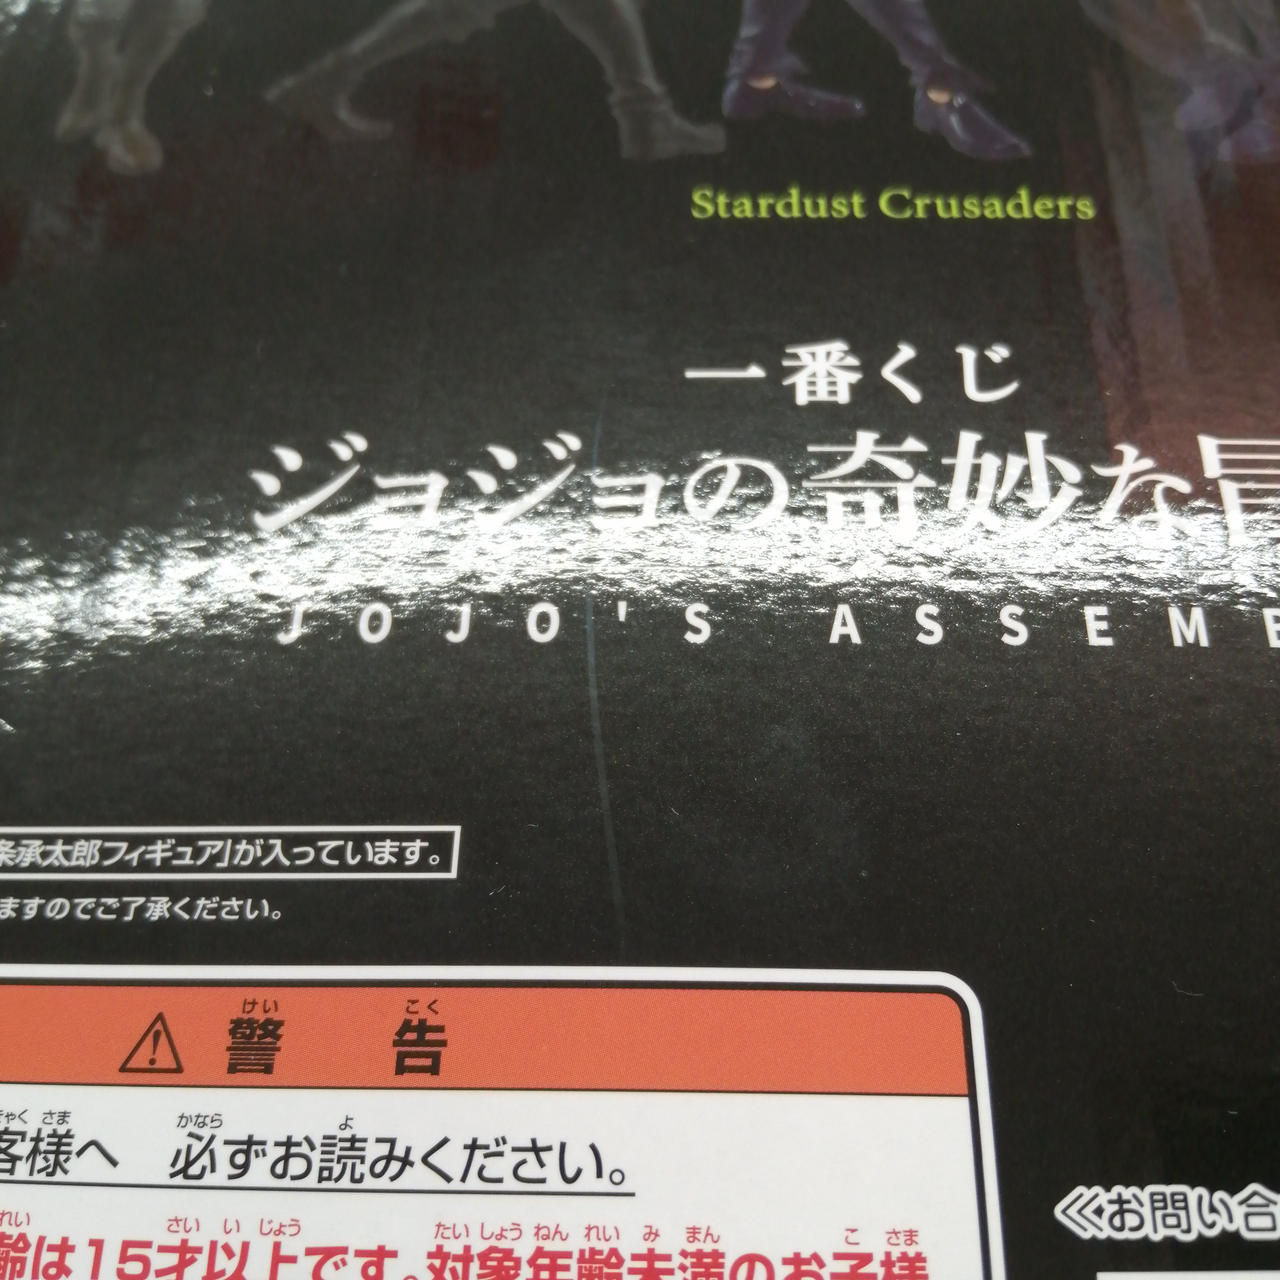 Stardust Crusaders
一番くじ
ジョジョの奇妙な冒
JOJO'S ASSEMB
条承太郎フィギュア」が入っています。
ますのでご了承ください。
けい こく
警告
きゃく さま かなら よ
客様へ 必ずお読みください。
れい さい い じょう たい しょう ねん れい み まん こ さま
齢は15才以上です。対象年齢未満のお子様
≪お問い合